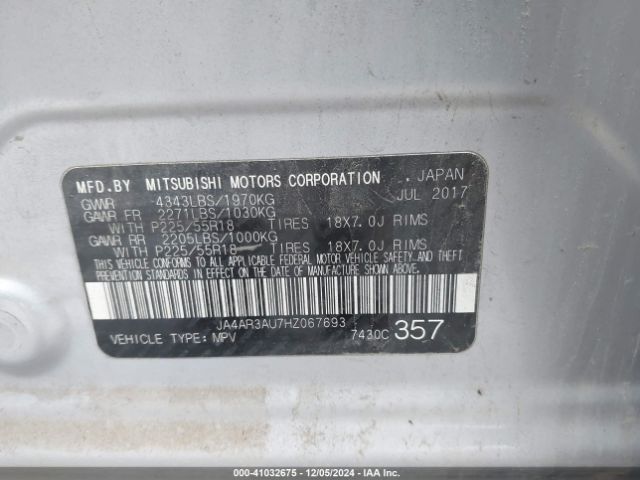 MFD.BY MITSUBISHI MOTORS CORPORATION JAPAN
GVWR 4343LBS/1970KG JUL 2017
GAWR FR 2271LBS/1030KG
WITH P225/55R18 TIRES 18X7.0J RIMS
GAWR RR 2205LBS/1000KG
WITH P225/55R18 TIRES 18X7.0J RIMS
THIS VEHICLE CONFORMS TO ALL APPLICABLE FEDERAL MOTOR VEHICLE SAFETY, BUMPER AND THEFT
PREVENTION STANDARDS IN EFFECT ON THE DATE OF MANUFACTURE SHOWN ABOVE.
JA4AR3AU7HZ067693
VEHICLE TYPE: MPV 7430C 357
000-41032675 - 12/05/2024 - IAA Inc.